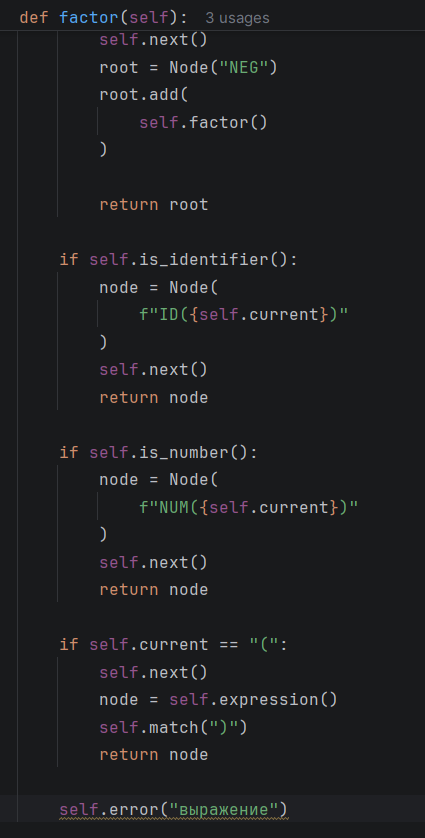 def factor(self): 3 usages
self.next()
root = Node("NEG")
root.add(
self.factor()
)
return root
if self.is_identifier():
node = Node(
f"ID({self.current})"
)
self.next()
return node
if self.is_number():
node = Node(
f"NUM({self.current})"
)
self.next()
return node
if self.current == "(":
self.next()
node = self.expression()
self.match(")")
return node
self.error("выражение")